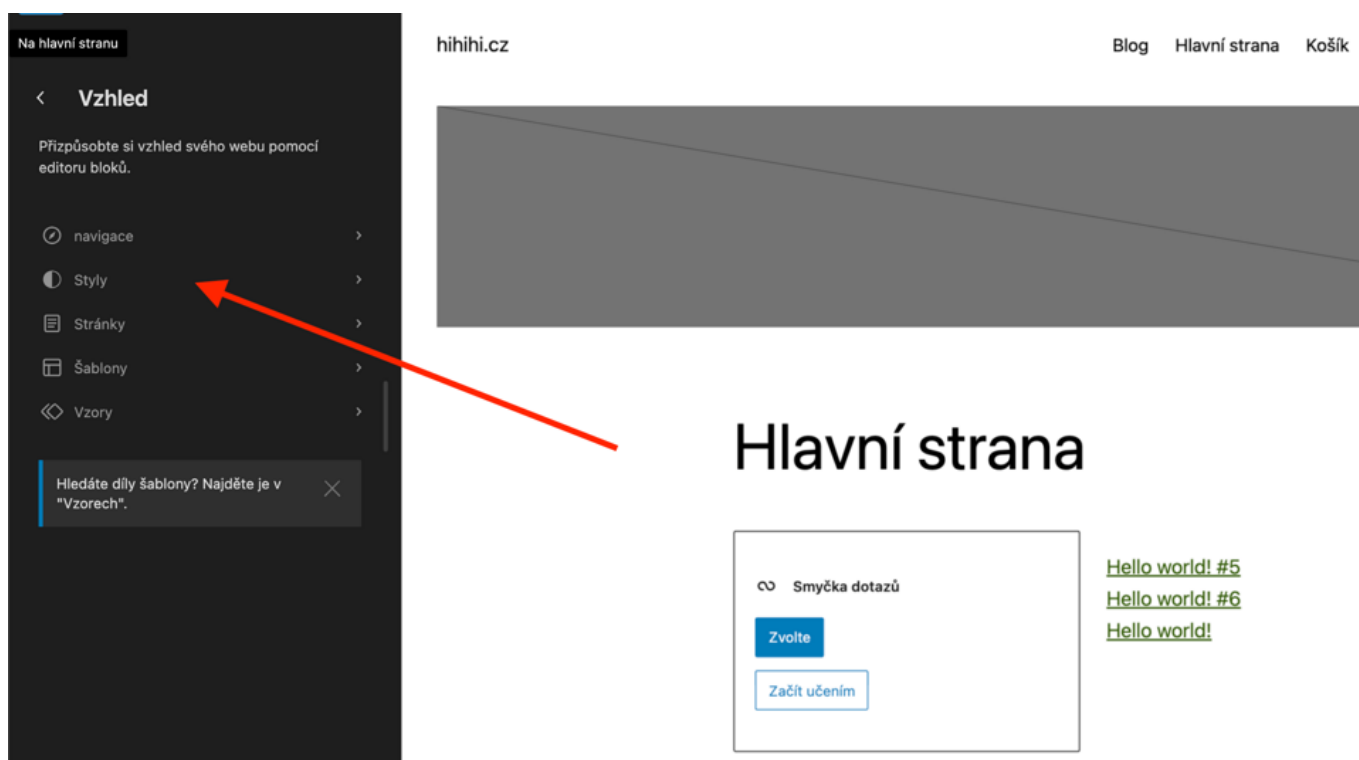 Na hlavní stranu
Vzhled
Přizpůsobte si vzhled svého webu pomocí
editoru bloků.
navigace
Styly
Stránky
Šablony
Vzory
Hledáte díly šablony? Najděte je v
"Vzorech".
hihihi.cz
Blog Hlavní strana Košík
Hlavní strana
Smyčka dotazů
Zvolte
Začít učením
Hello world! #5
Hello world! #6
Hello world!